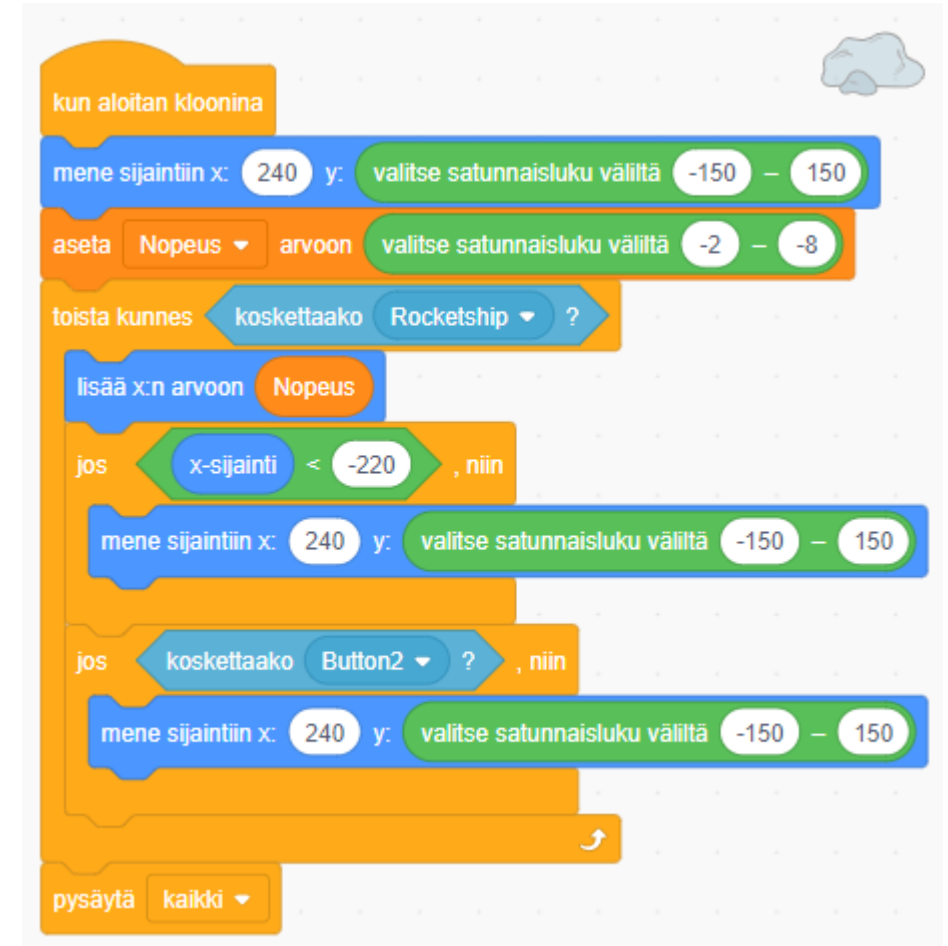 kun aloitan kloonina
mene sijaintiin x: 240 y: valitse satunnaisluku väliltä -150 – 150
aseta Nopeus arvoon valitse satunnaisluku väliltä -2 – -8
toista kunnes koskettaako Rocketship ?
lisää x:n arvoon Nopeus
jos x-sijainti < -220 , niin
mene sijaintiin x: 240 y: valitse satunnaisluku väliltä -150 – 150
jos koskettaako Button2 ? , niin
mene sijaintiin x: 240 y: valitse satunnaisluku väliltä -150 – 150
pysäytä kaikki